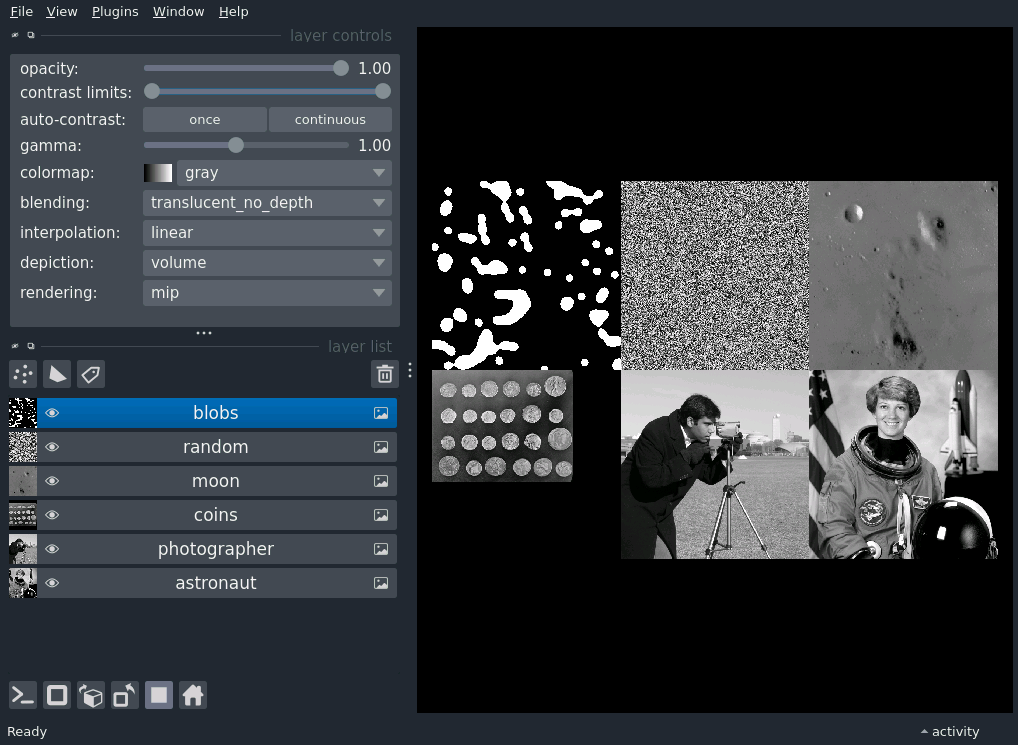 File View Plugins Window Help
layer controls
opacity: 1.00
contrast limits:
auto-contrast: once continuous
gamma: 1.00
colormap: gray
blending: translucent_no_depth
interpolation: linear
depiction: volume
rendering: mip
layer list
blobs
random
moon
coins
photographer
astronaut
Ready activity